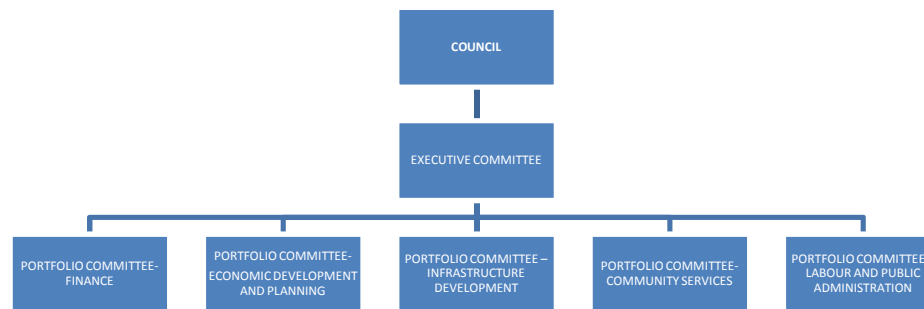 COUNCIL
EXECUTIVE COMMITTEE
PORTFOLIO COMMITTEE-
FINANCE
PORTFOLIO COMMITTEE-
ECONOMIC DEVELOPMENT
AND PLANNING
PORTFOLIO COMMITTEE –
INFRASTRUCTURE
DEVELOPMENT
PORTFOLIO COMMITTEE-
COMMUNITY SERVICES
PORTFOLIO COMMITTEE
LABOUR AND PUBLIC
ADMINISTRATION